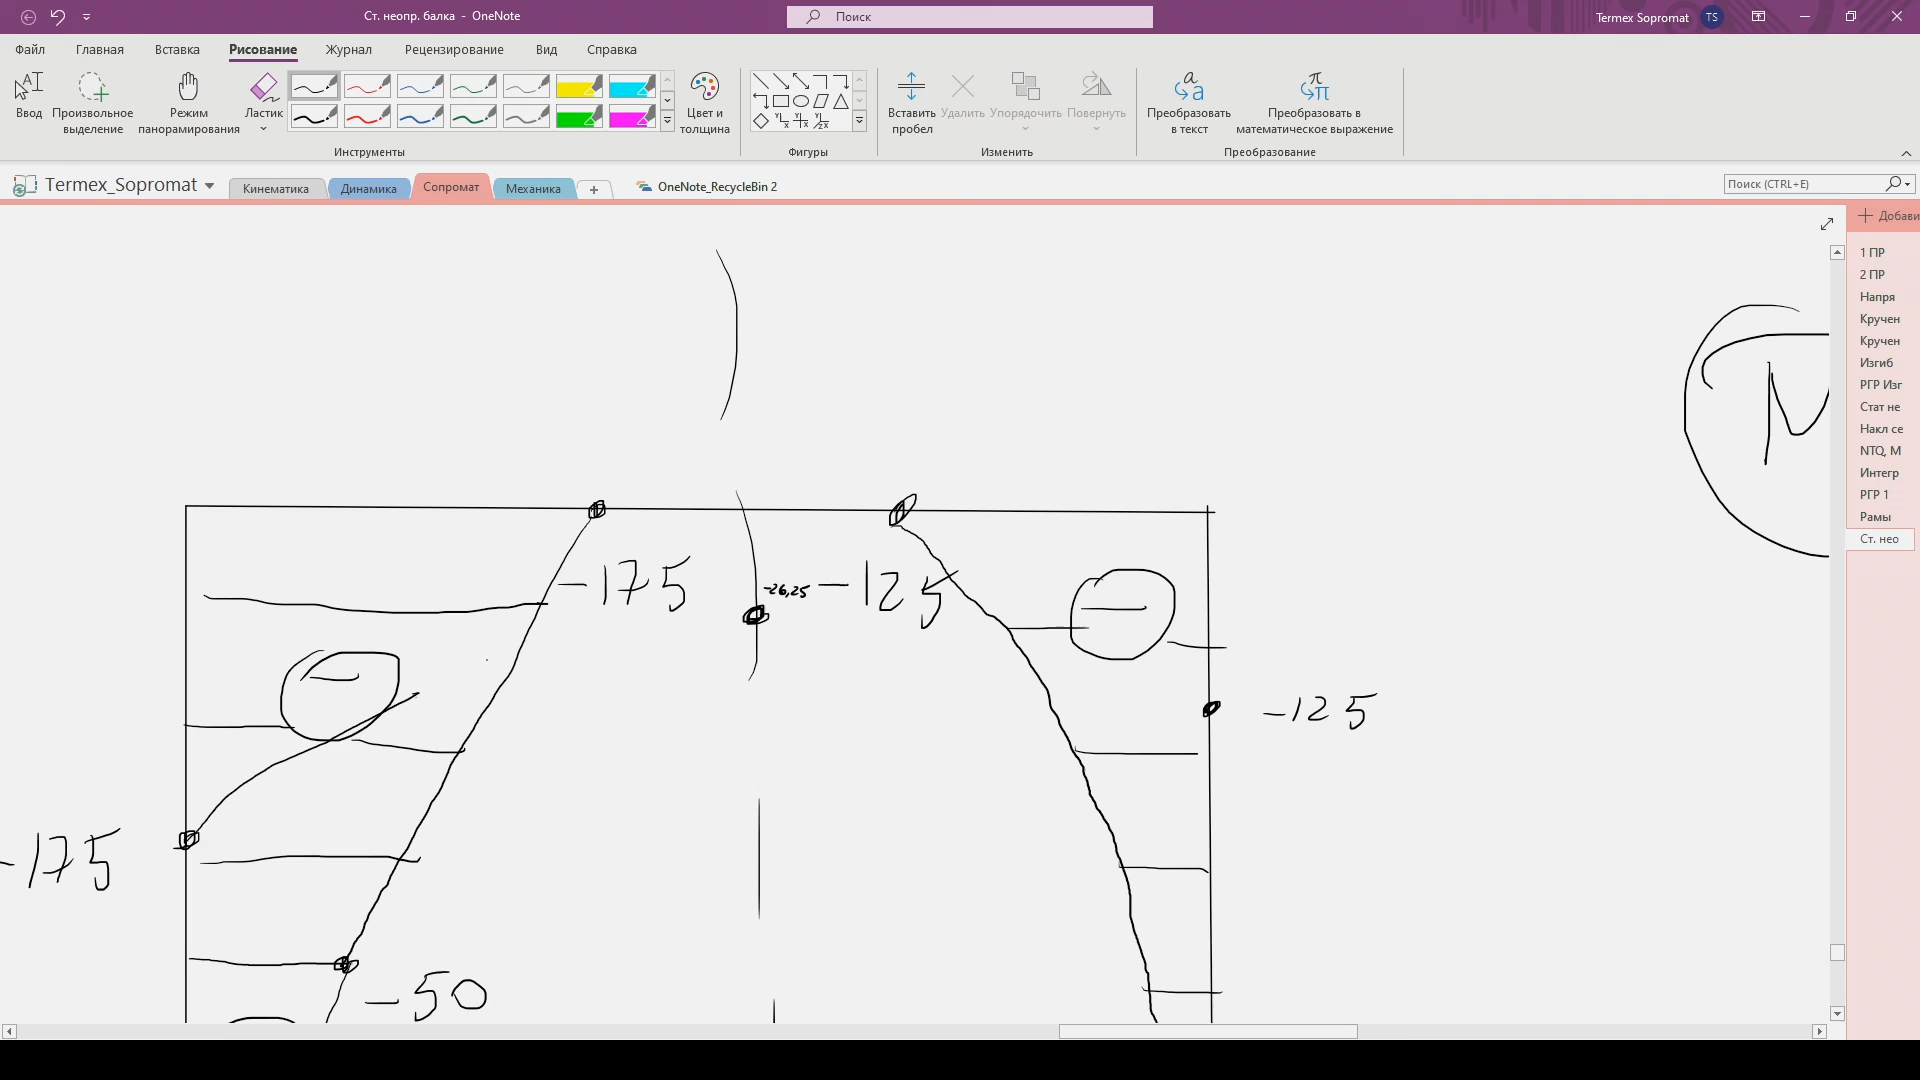 Ст. неопр. балка - OneNote
Поиск
Termex Sopromat
TS
Файл
Главная
Вставка
Рисование
Журнал
Рецензирование
Вид
Справка
Ввод
Произвольное выделение
Режим панорамирования
Ластик
Цвет и толщина
Вставить пробел
Удалить
Упорядочить
Повернуть
Преобразовать в текст
Преобразовать в математическое выражение
Инструменты
Фигуры
Изменить
Преобразование
Termex_Sopromat
Кинематика
Динамика
Сопромат
Механика
OneNote_RecycleBin 2
Поиск (CTRL+E)
Добави
1 ПР
2 ПР
Напря
Кручен
Кручен
Изгиб
РГР Изг
Стат не
Накл се
NTQ, M
Интегр
РГР 1
Рамы
Ст. нео
M
-175
-26,25
-125
-125
-175
-50